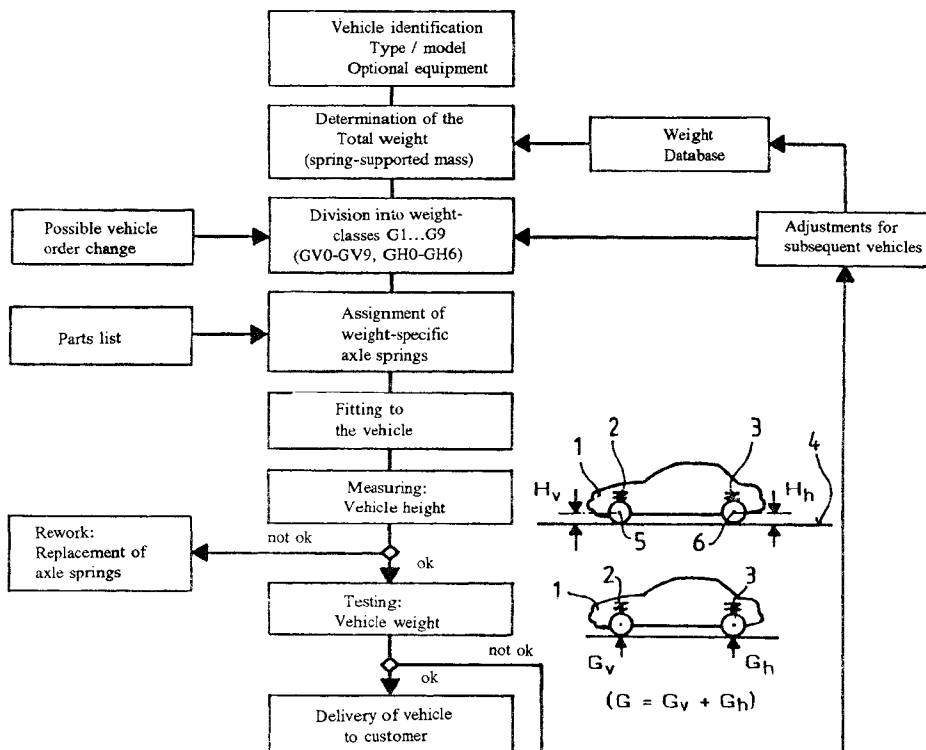 Vehicle identification
Type / model
Optional equipment
Determination of the
Total weight
(spring-supported mass)
Weight
Database
Possible vehicle
order change
Division into weight-
classes G1...G9
(GV0-GV9, GH0-GH6)
Adjustments for
subsequent vehicles
Parts list
Assignment of
weight-specific
axle springs
Fitting to
the vehicle
Measuring:
Vehicle height
not ok
ok
Rework:
Replacement of
axle springs
Testing:
Vehicle weight
not ok
ok
Delivery of vehicle
to customer
1
2
3
4
Hv
Hh
5
6
1
2
3
Gv
Gh
(G = Gv + Gh)